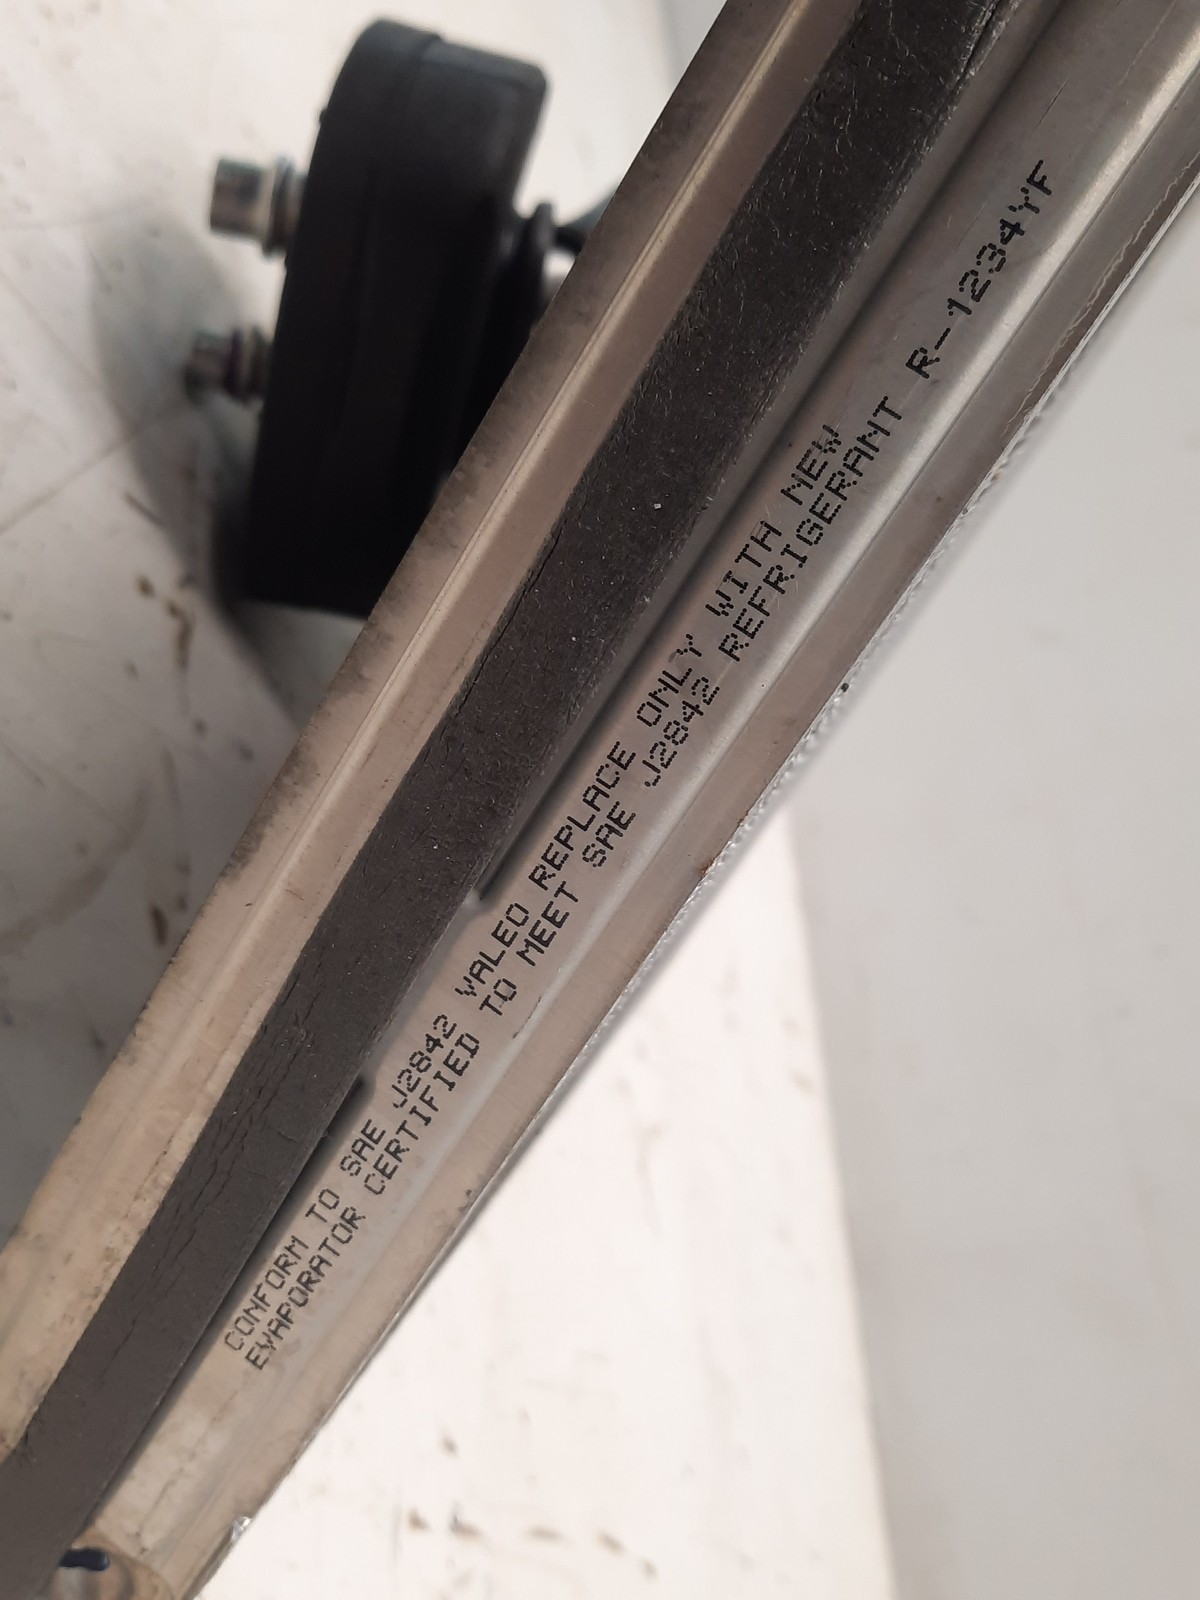 CONFORM TO SAE J2842 VALEO REPLACE ONLY WITH NEW
EVAPORATOR CERTIFIED TO MEET SAE J2842 REFRIGERANT R-1234YF